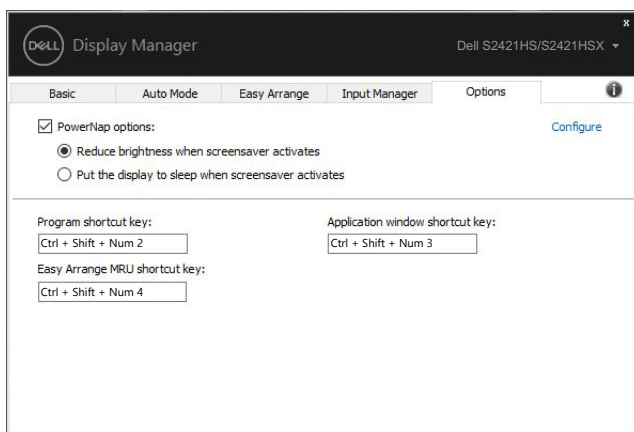 x
DELL Display Manager
Dell S2421HS/S2421HSX
Basic Auto Mode Easy Arrange Input Manager Options i
PowerNap options: Configure
Reduce brightness when screensaver activates
Put the display to sleep when screensaver activates
Program shortcut key: Application window shortcut key:
Ctrl + Shift + Num 2 Ctrl + Shift + Num 3
Easy Arrange MRU shortcut key:
Ctrl + Shift + Num 4